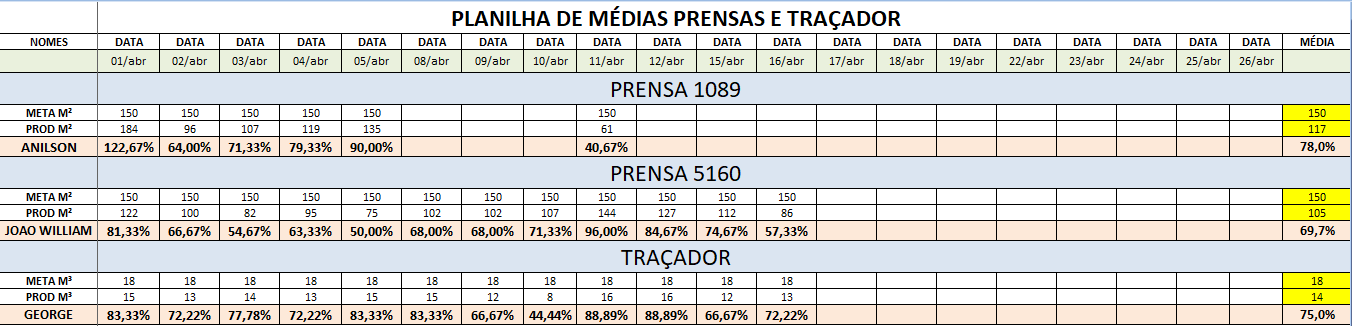 PLANILHA DE MÉDIAS PRENSAS E TRAÇADOR
NOMES DATA DATA DATA DATA DATA DATA DATA DATA DATA DATA DATA DATA DATA DATA DATA DATA DATA DATA DATA DATA MÉDIA
01/abr 02/abr 03/abr 04/abr 05/abr 08/abr 09/abr 10/abr 11/abr 12/abr 15/abr 16/abr 17/abr 18/abr 19/abr 22/abr 23/abr 24/abr 25/abr 26/abr
PRENSA 1089
META M² 150 150 150 150 150 150 150
PROD M² 184 96 107 119 135 61 117
ANILSON 122,67% 64,00% 71,33% 79,33% 90,00% 40,67% 78,0%
PRENSA 5160
META M² 150 150 150 150 150 150 150 150 150 150 150 150 150
PROD M² 122 100 82 95 75 102 102 107 144 127 112 86 105
JOAO WILLIAM 81,33% 66,67% 54,67% 63,33% 50,00% 68,00% 68,00% 71,33% 96,00% 84,67% 74,67% 57,33% 69,7%
TRAÇADOR
META M³ 18 18 18 18 18 18 18 18 18 18 18 18 18
PROD M³ 15 13 14 13 15 15 12 8 16 16 12 13 14
GEORGE 83,33% 72,22% 77,78% 72,22% 83,33% 83,33% 66,67% 44,44% 88,89% 88,89% 66,67% 72,22% 75,0%